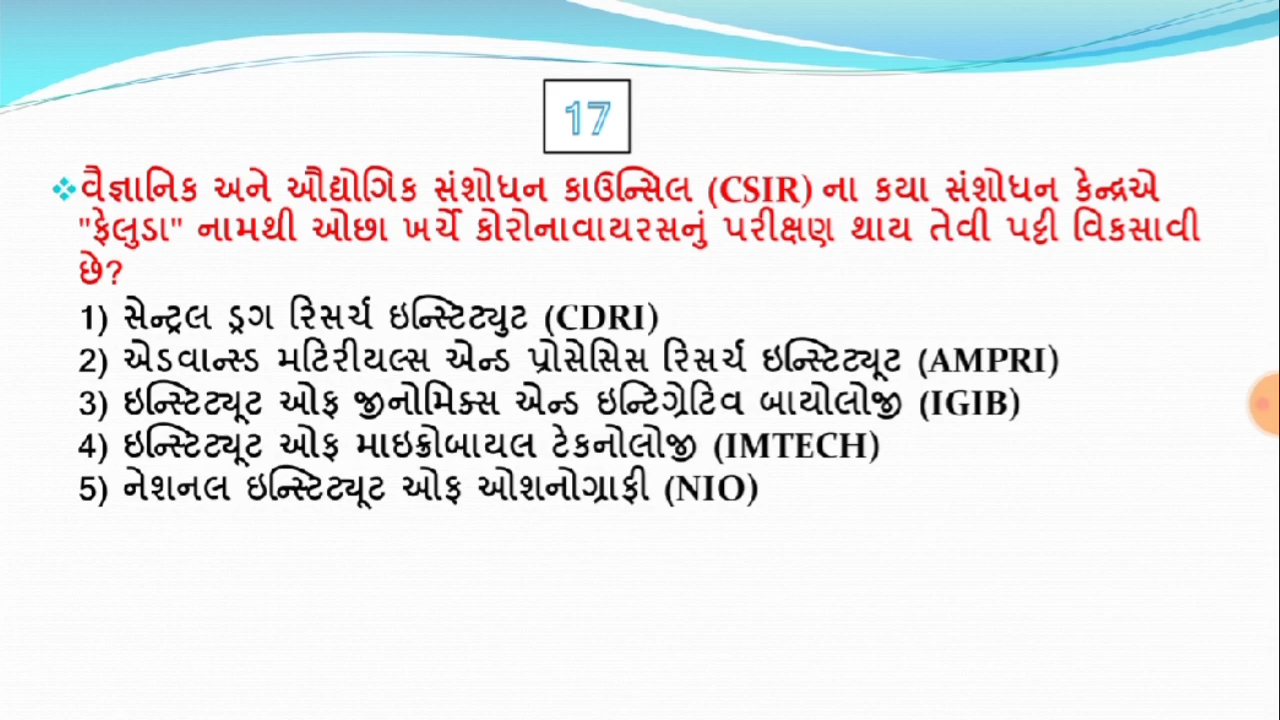 17
❖વૈજ્ઞાનિક અને ઔદ્યોગિક સંશોધન કાઉન્સિલ (CSIR) ના કયા સંશોધન કેન્દ્રએ
"ફેલુડા" નામથી ઓછા ખર્ચે કોરોનાવાયરસનું પરીક્ષણ થાય તેવી પટ્ટી વિકસાવી
છે?
1) સેન્ટ્રલ ડ્રગ રિસર્ચ ઇન્સ્ટિટ્યુટ (CDRI)
2) એડવાન્સ્ડ મટિરીયલ્સ એન્ડ પ્રોસેસિસ રિસર્ચ ઇન્સ્ટિટ્યૂટ (AMPRI)
3) ઇન્સ્ટિટ્યૂટ ઓફ જીનોમિક્સ એન્ડ ઇન્ટિગ્રેટિવ બાયોલોજી (IGIB)
4) ઇન્સ્ટિટ્યૂટ ઓફ માઇક્રોબાયલ ટેકનોલોજી (IMTECH)
5) નેશનલ ઇન્સ્ટિટ્યૂટ ઓફ ઓશનોગ્રાફી (NIO)